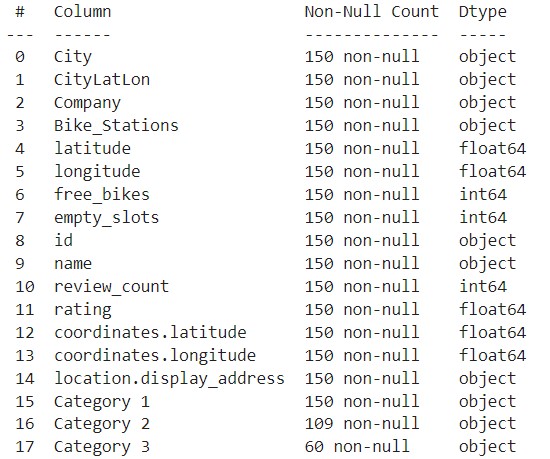 #   Column                    Non-Null Count  Dtype
---  ------                    --------------  -----
0   City                      150 non-null    object
1   CityLatLon                150 non-null    object
2   Company                   150 non-null    object
3   Bike_Stations             150 non-null    object
4   latitude                  150 non-null    float64
5   longitude                 150 non-null    float64
6   free_bikes                150 non-null    int64
7   empty_slots               150 non-null    int64
8   id                        150 non-null    object
9   name                      150 non-null    object
10  review_count              150 non-null    int64
11  rating                    150 non-null    float64
12  coordinates.latitude      150 non-null    float64
13  coordinates.longitude     150 non-null    float64
14  location.display_address  150 non-null    object
15  Category 1                150 non-null    object
16  Category 2                109 non-null    object
17  Category 3                60 non-null     object